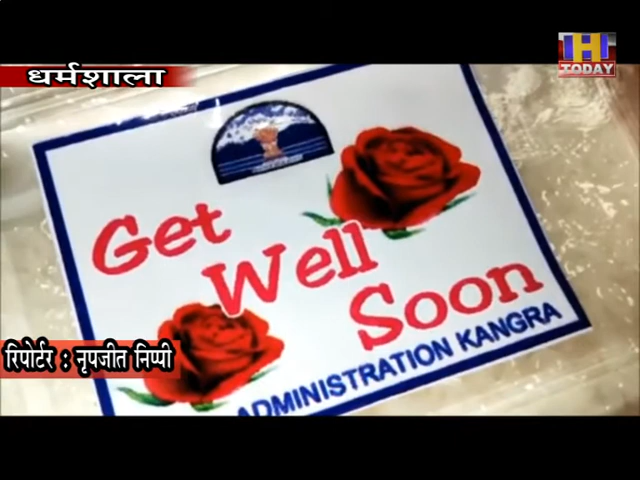 धर्मशाला
H
TODAY
Get
Well
Soon
ADMINISTRATION KANGRA
रिपोर्टर : नृपजीत निप्पी